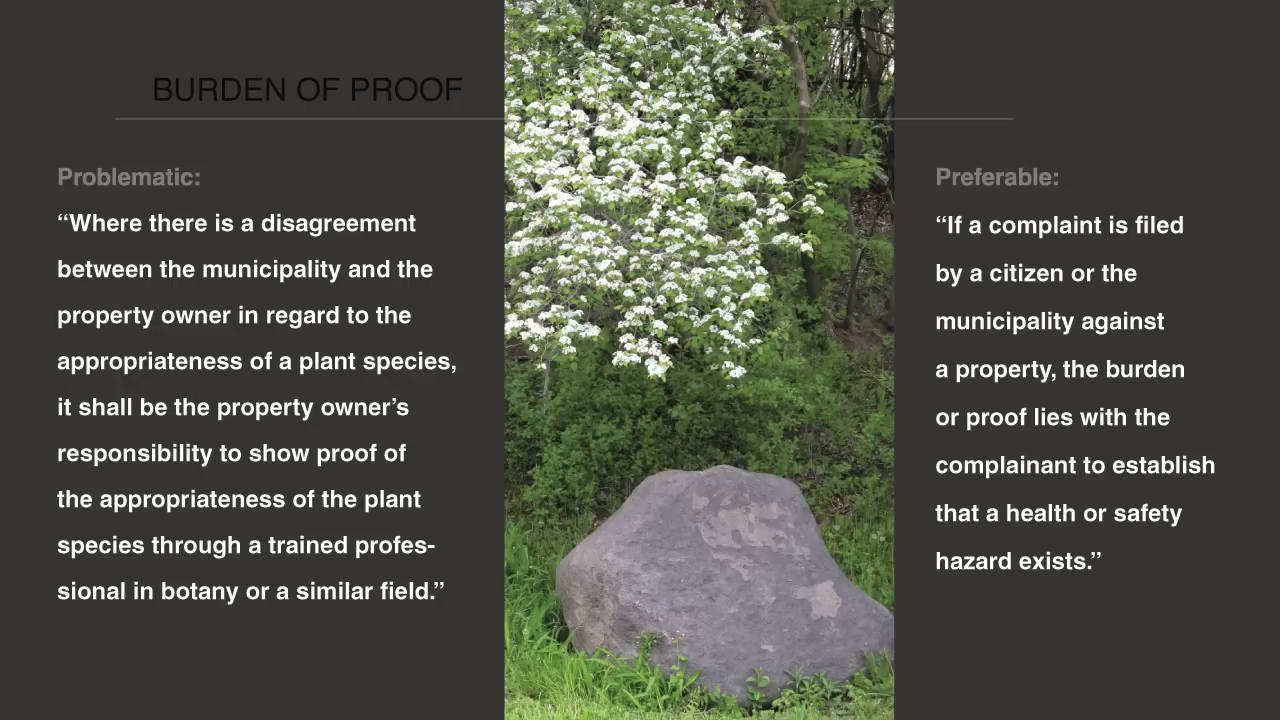 BURDEN OF PROOF
Problematic:
“Where there is a disagreement
between the municipality and the
property owner in regard to the
appropriateness of a plant species,
it shall be the property owner’s
responsibility to show proof of
the appropriateness of the plant
species through a trained profes-
sional in botany or a similar field.”
Preferable:
“If a complaint is filed
by a citizen or the
municipality against
a property, the burden
or proof lies with the
complainant to establish
that a health or safety
hazard exists.”